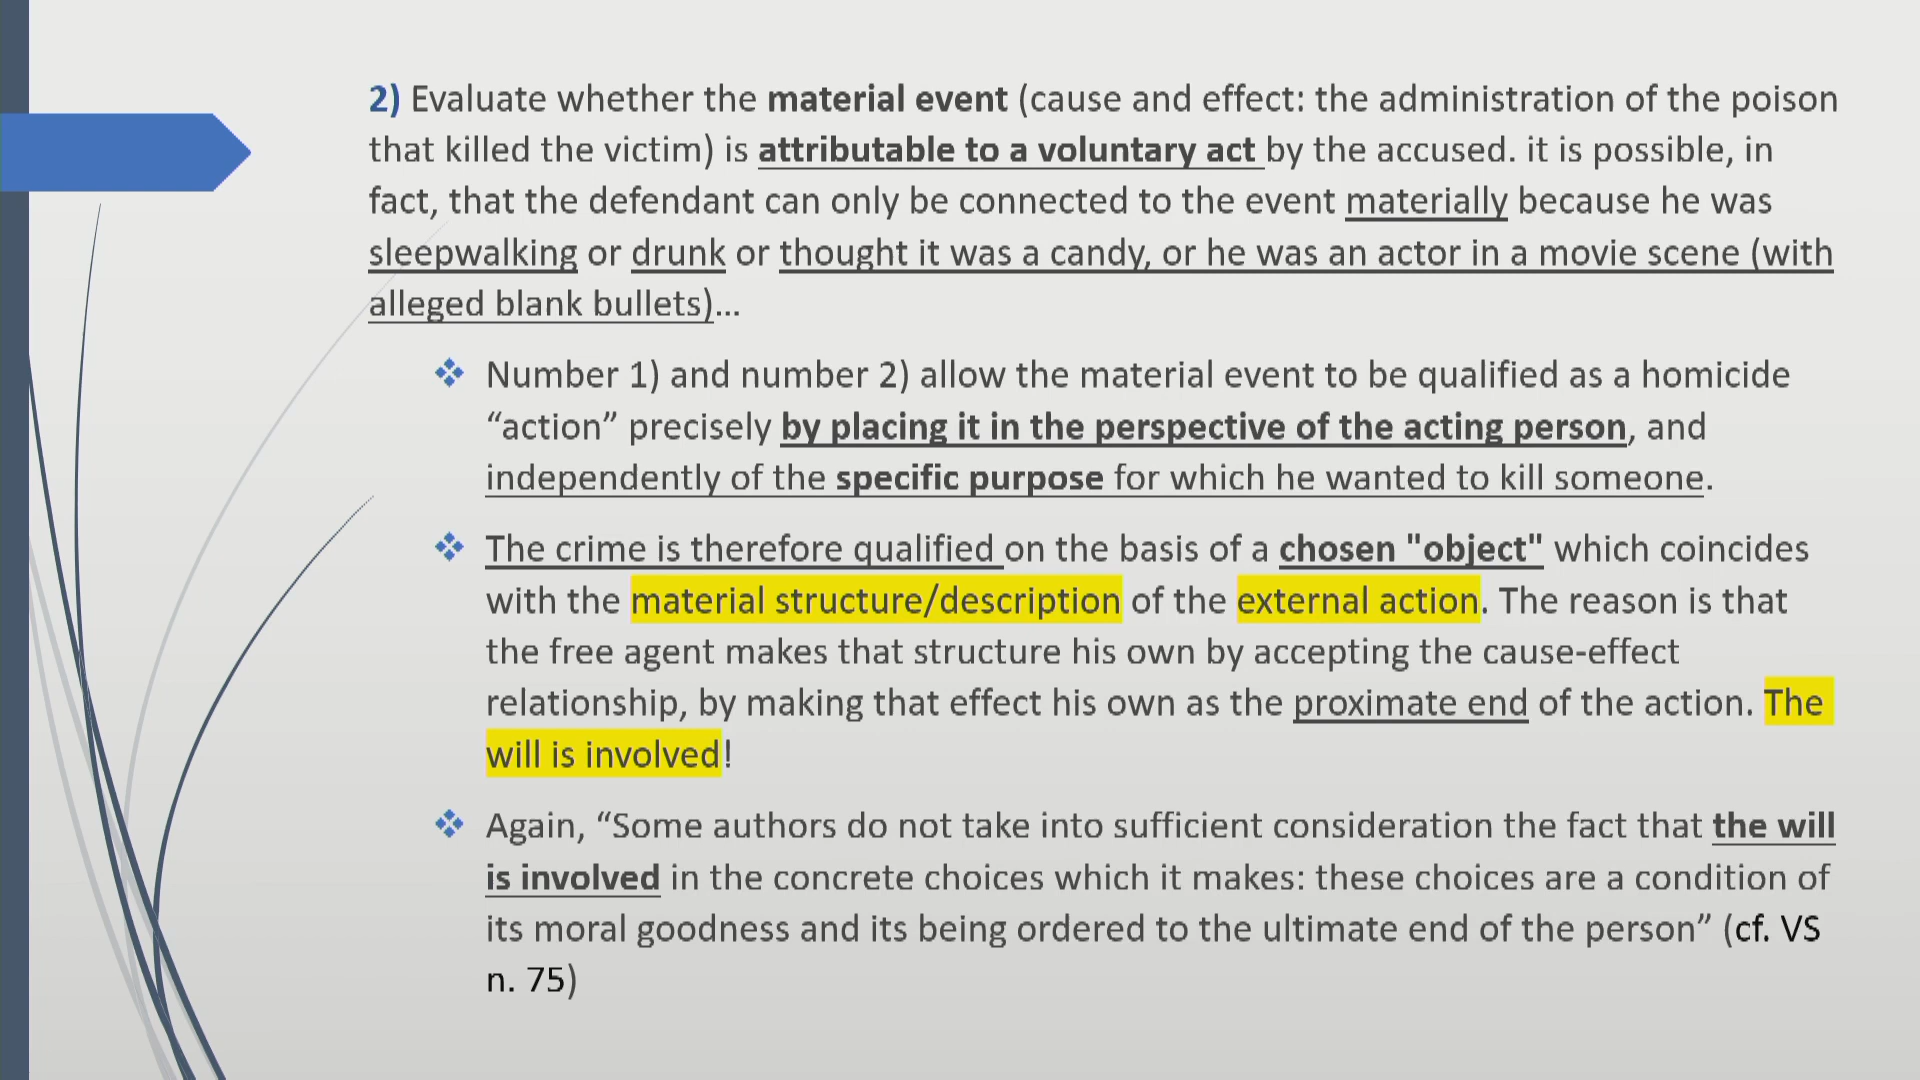 2) Evaluate whether the material event (cause and effect: the administration of the poison
that killed the victim) is attributable to a voluntary act by the accused. it is possible, in
fact, that the defendant can only be connected to the event materially because he was
sleepwalking or drunk or thought it was a candy, or he was an actor in a movie scene (with
alleged blank bullets)...
❖ Number 1) and number 2) allow the material event to be qualified as a homicide
“action” precisely by placing it in the perspective of the acting person, and
independently of the specific purpose for which he wanted to kill someone.
❖ The crime is therefore qualified on the basis of a chosen "object" which coincides
with the material structure/description of the external action. The reason is that
the free agent makes that structure his own by accepting the cause-effect
relationship, by making that effect his own as the proximate end of the action. The
will is involved!
❖ Again, “Some authors do not take into sufficient consideration the fact that the will
is involved in the concrete choices which it makes: these choices are a condition of
its moral goodness and its being ordered to the ultimate end of the person” (cf. VS
n. 75)